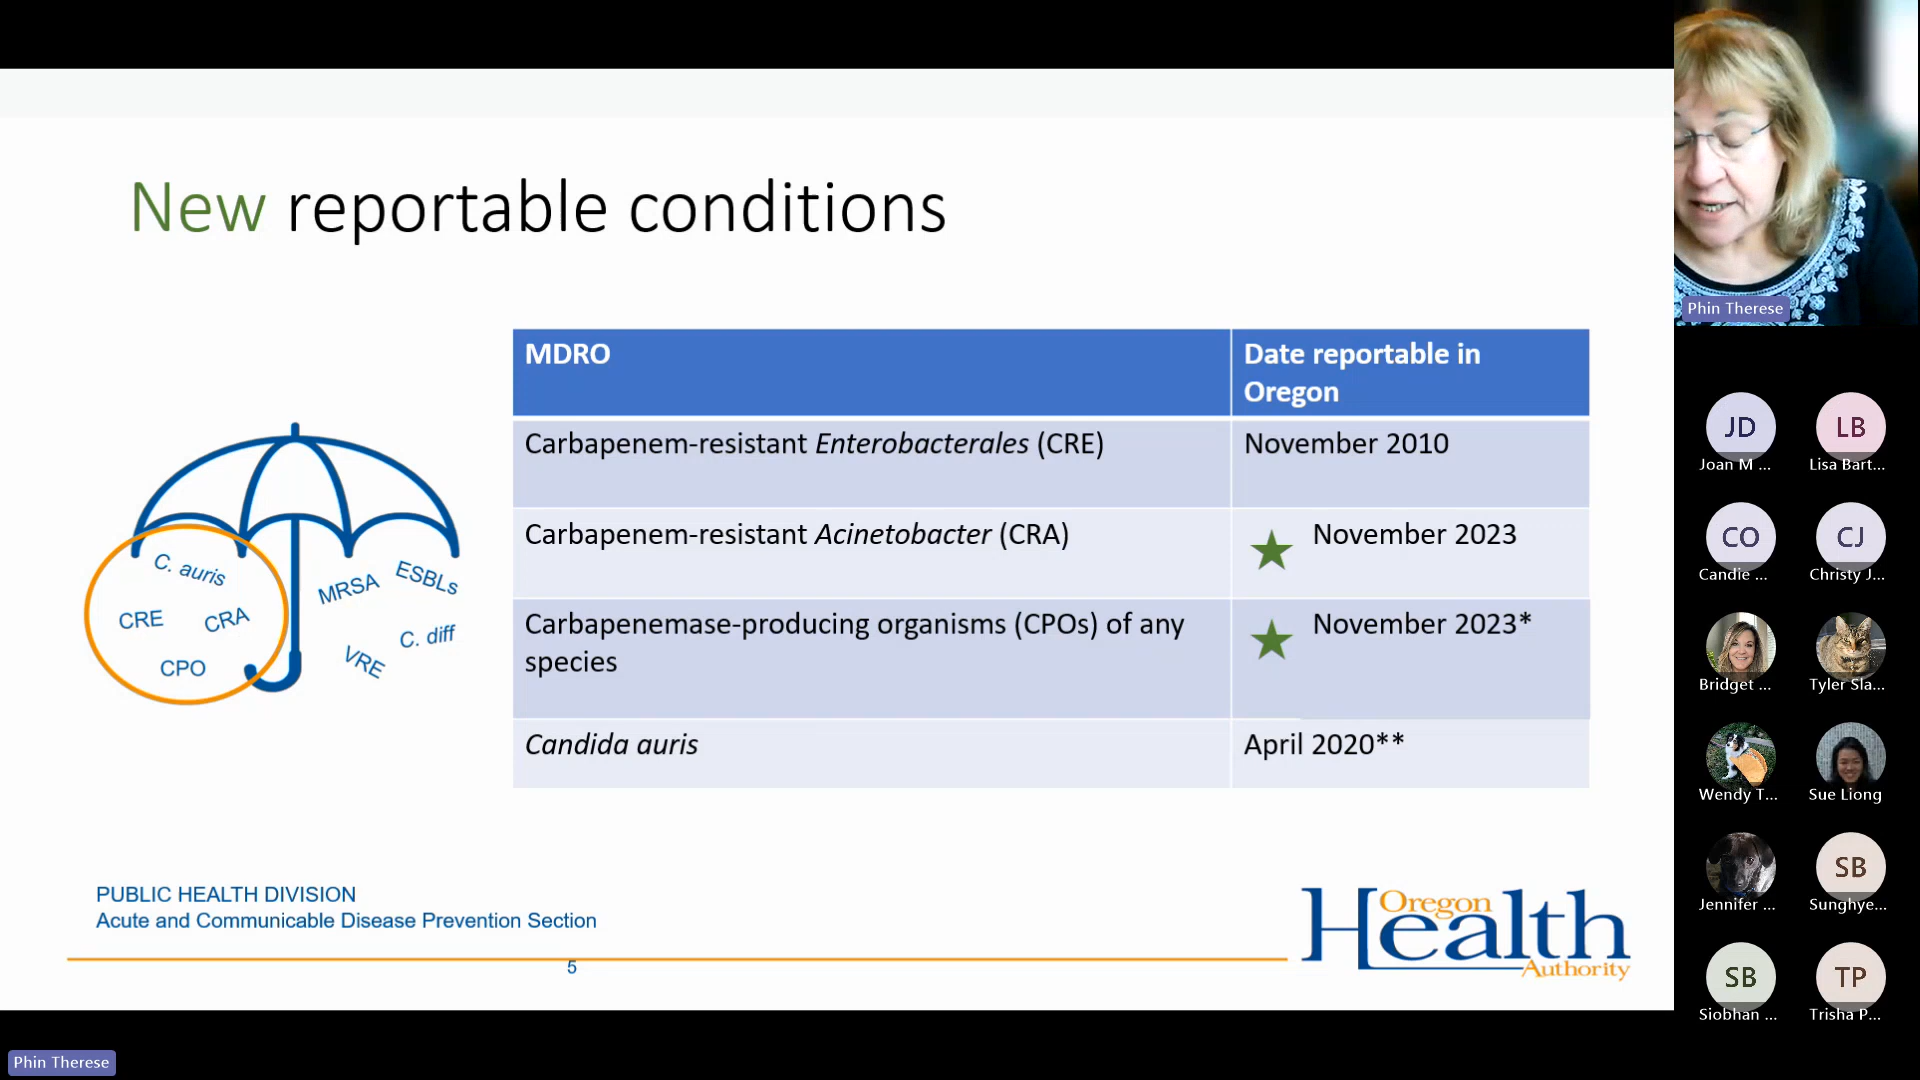 New reportable conditions
MDRO
Date reportable in
Oregon
Carbapenem-resistant Enterobacterales (CRE)
November 2010
Carbapenem-resistant Acinetobacter (CRA)
November 2023
Carbapenemase-producing organisms (CPOs) of any
species
November 2023*
Candida auris
April 2020**
C. auris
CRE
CRA
CPO
MRSA
ESBLs
VRE
C. diff
PUBLIC HEALTH DIVISION
Acute and Communicable Disease Prevention Section
5
Oregon
Health
Authority
Phin Therese
JD
Joan M ...
LB
Lisa Bart...
CO
Candie ...
CJ
Christy J...
Bridget ...
Tyler Sla...
Wendy T...
Sue Liong
Jennifer ...
SB
Sunghye...
SB
Siobhan ...
TP
Trisha P...
Phin Therese